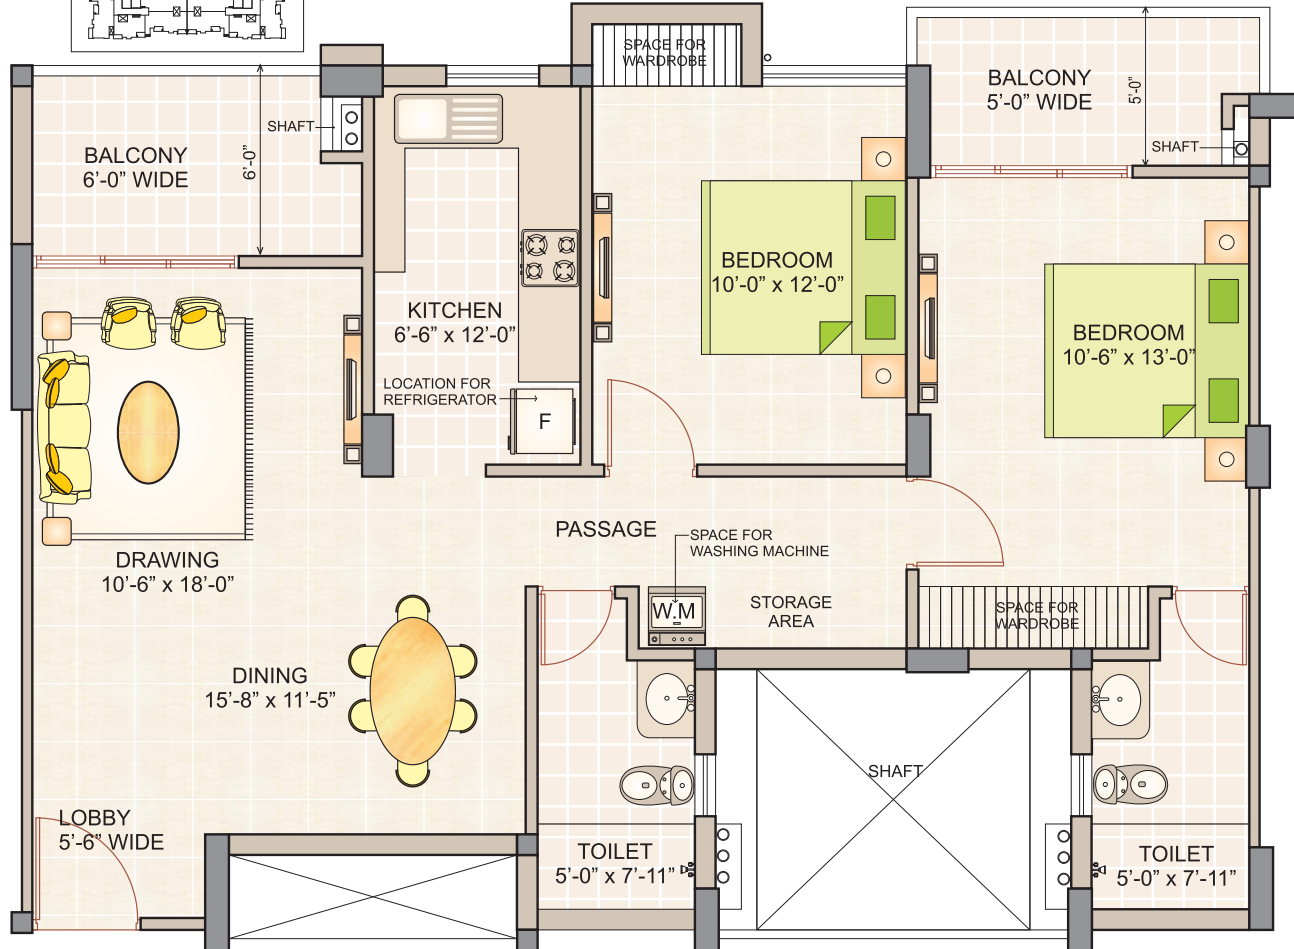 SPACE FOR
WARDROBE
BALCONY
5'-0" WIDE
5'-0"
SHAFT
SHAFT
BALCONY
6'-0" WIDE
6'-0"
BEDROOM
10'-0" x 12'-0"
KITCHEN
6'-6" x 12'-0"
BEDROOM
10'-6" x 13'-0"
LOCATION FOR
REFRIGERATOR
F
PASSAGE
SPACE FOR
WASHING MACHINE
DRAWING
10'-6" x 18'-0"
W.M
STORAGE
AREA
SPACE FOR
WARDROBE
DINING
15'-8" x 11'-5"
SHAFT
LOBBY
5'-6" WIDE
TOILET
5'-0" x 7'-11"
TOILET
5'-0" x 7'-11"